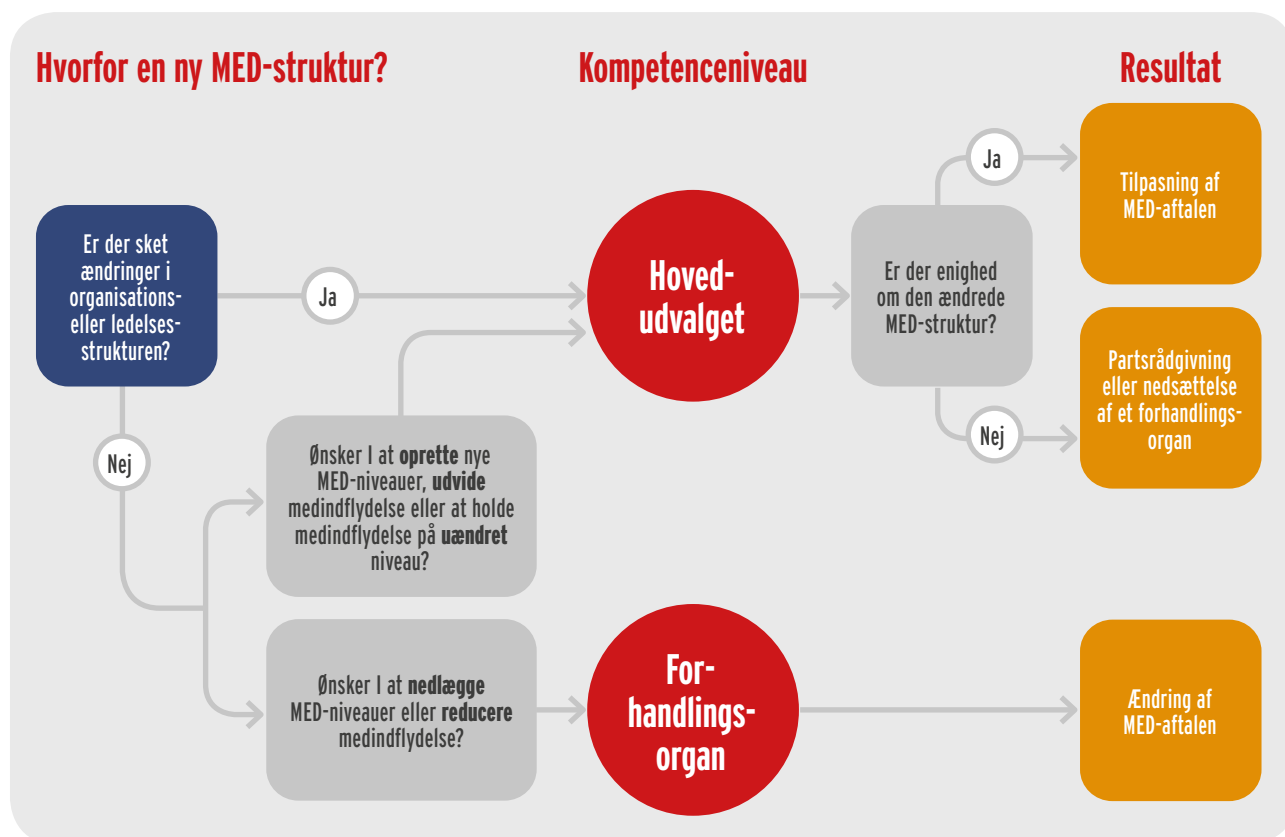 Hvorfor en ny MED-struktur?
Kompetenceniveau
Resultat
Er der sket
ændringer i
organisations-
eller ledelses-
strukturen?
Ja
Hoved-
udvalget
Er der enighed
om den ændrede
MED-struktur?
Ja
Tilpasning af
MED-aftalen
Nej
Partsrådgivning
eller nedsættelse
af et forhandlings-
organ
Nej
Ønsker I at oprette nye
MED-niveauer, udvide
medindflydelse eller at holde
medindflydelse på uændret
niveau?
Ønsker I at nedlægge
MED-niveauer eller reducere
medindflydelse?
For-
handlings-
organ
Ændring af
MED-aftalen